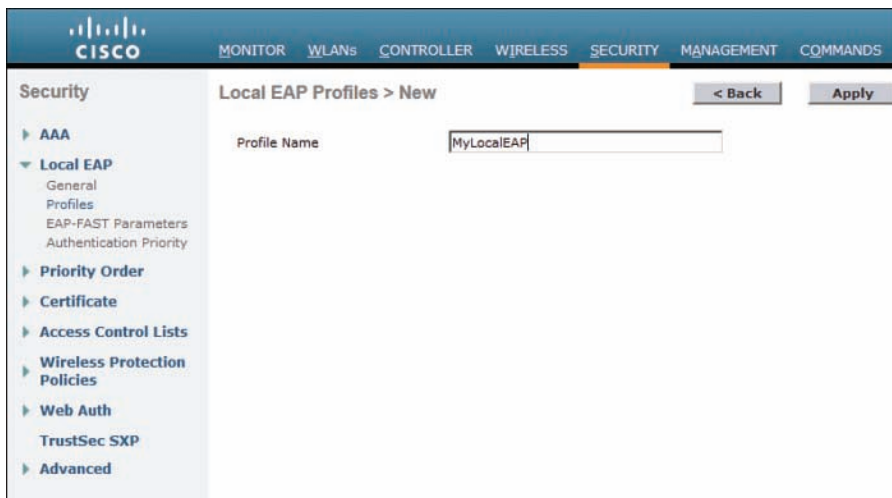 CISCO
MONITOR WLANs CONTROLLER WIRELESS SECURITY MANAGEMENT COMMANDS
Security
AAA
Local EAP
General
Profiles
EAP-FAST Parameters
Authentication Priority
Priority Order
Certificate
Access Control Lists
Wireless Protection
Policies
Web Auth
TrustSec SXP
Advanced
Local EAP Profiles > New
< Back
Apply
Profile Name
MyLocalEAP